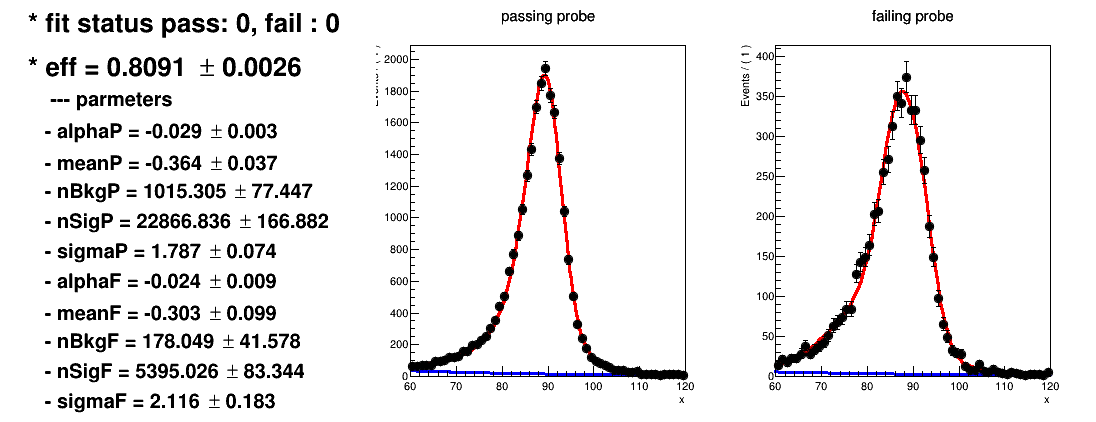 * fit status pass: 0, fail : 0
* eff = 0.8091 ± 0.0026
--- parmeters
- alphaP = -0.029 ± 0.003
- meanP = -0.364 ± 0.037
- nBkgP = 1015.305 ± 77.447
- nSigP = 22866.836 ± 166.882
- sigmaP = 1.787 ± 0.074
- alphaF = -0.024 ± 0.009
- meanF = -0.303 ± 0.099
- nBkgF = 178.049 ± 41.578
- nSigF = 5395.026 ± 83.344
- sigmaF = 2.116 ± 0.183
passing probe
2000
1800
1600
1400
1200
1000
800
600
400
200
0
60 70 80 90 100 110 120
x
failing probe
Events / ( 1 )
400
350
300
250
200
150
100
50
0
60 70 80 90 100 110 120
x